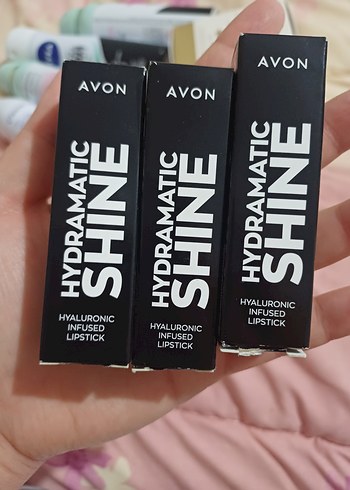 AVON
HYDRAMATIC
SHINE
HYALURONIC
INFUSED
LIPSTICK
AVON
HYDRAMATIC
SHINE
HYALURONIC
INFUSED
LIPSTICK
AVON
HYDRAMATIC
SHINE
HYALURONIC
INFUSED
LIPSTICK